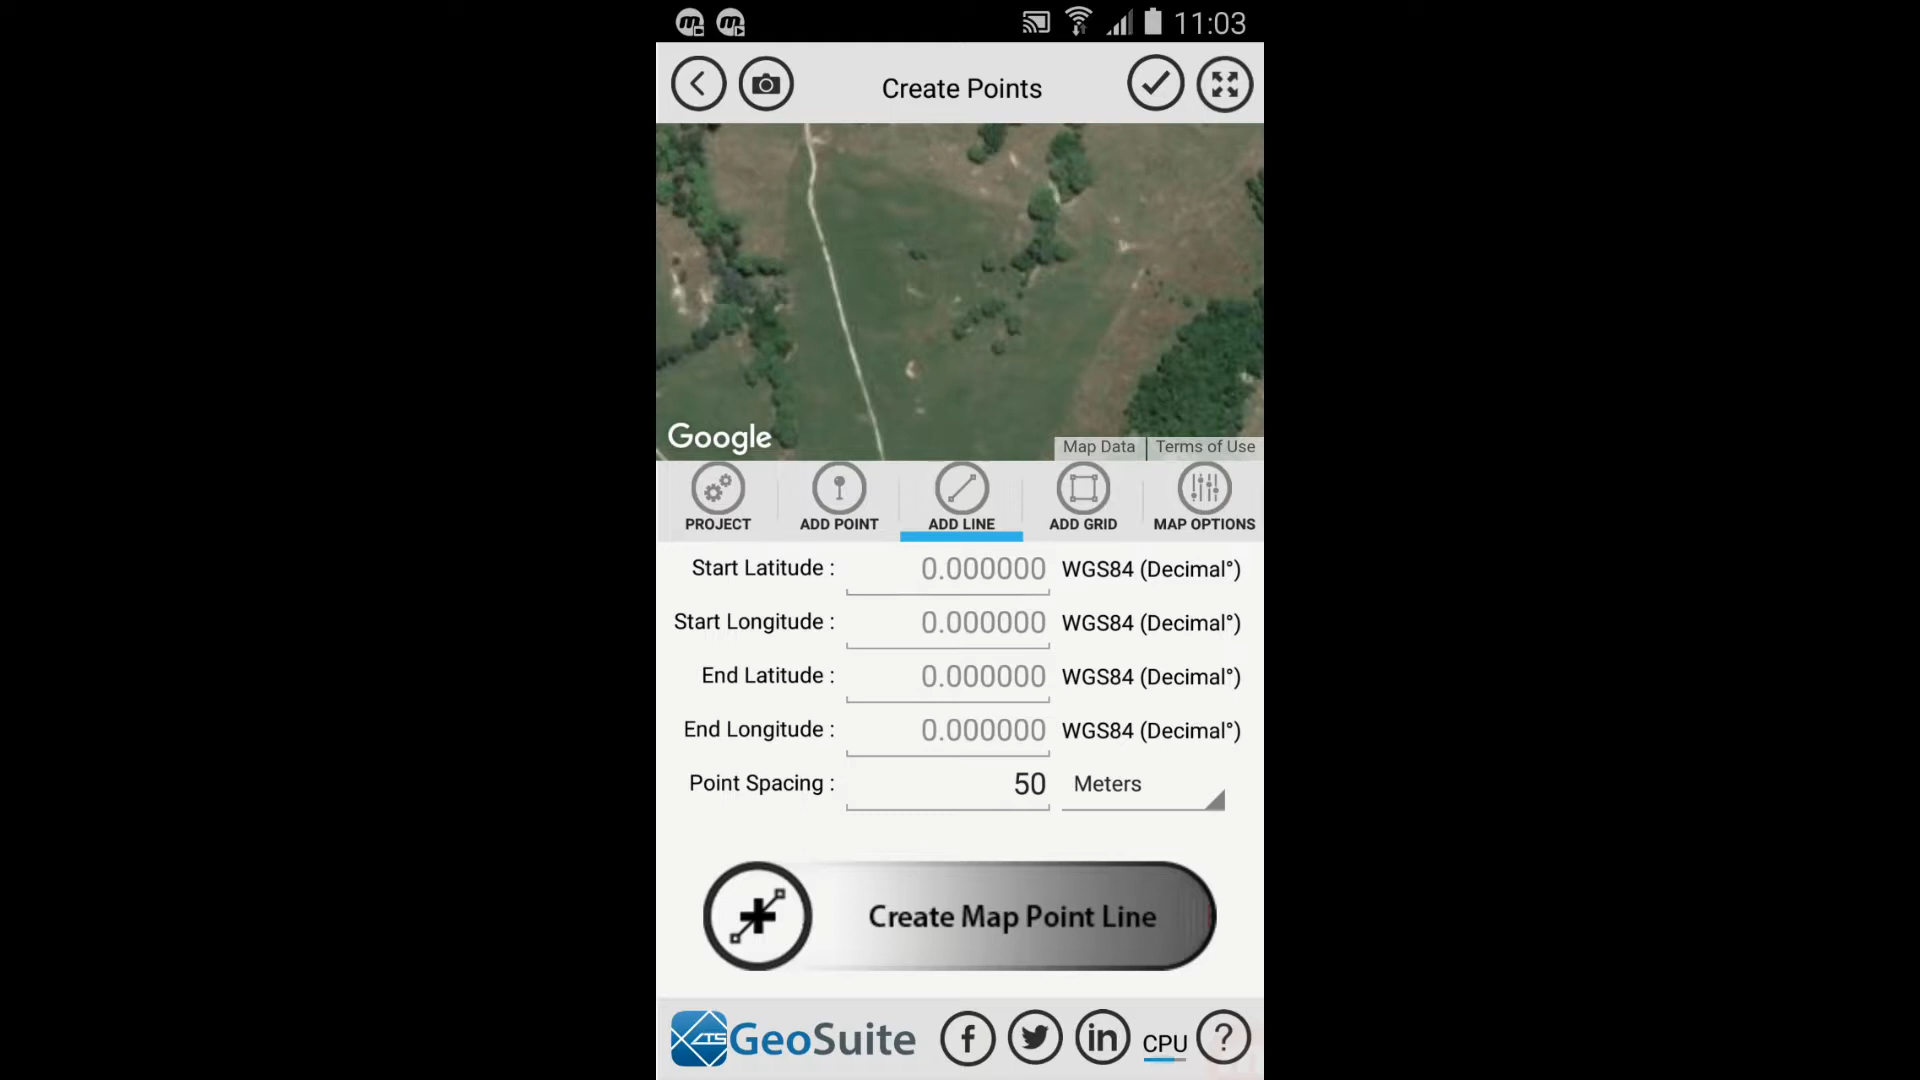 11:03
Create Points
Google
Map Data
Terms of Use
PROJECT
ADD POINT
ADD LINE
ADD GRID
MAP OPTIONS
Start Latitude :
0.000000
WGS84 (Decimal°)
Start Longitude :
0.000000
WGS84 (Decimal°)
End Latitude :
0.000000
WGS84 (Decimal°)
End Longitude :
0.000000
WGS84 (Decimal°)
Point Spacing :
50
Meters
Create Map Point Line
ATS
GeoSuite
f
in
CPU
?